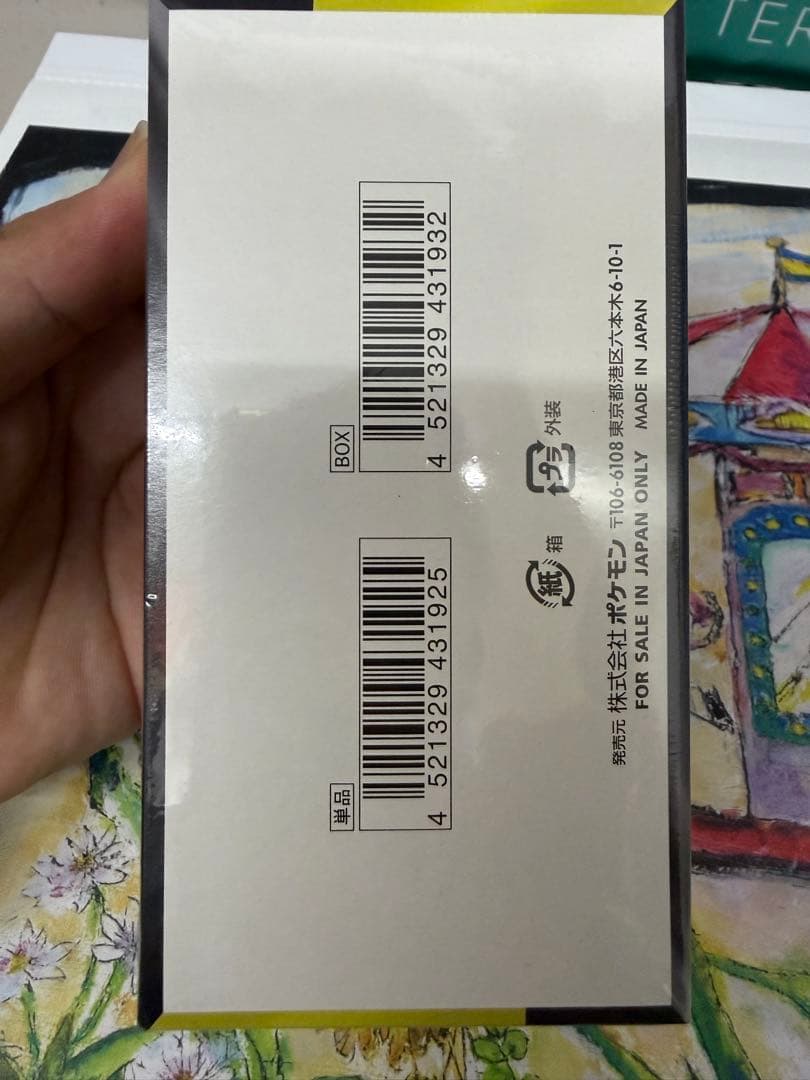 単品
4 521329 431925
BOX
4 521329 431932
紙 箱
プラ 外装
発売元 株式会社 ポケモン 〒106-6108 東京都港区六本木6-10-1
FOR SALE IN JAPAN ONLY MADE IN JAPAN
TER